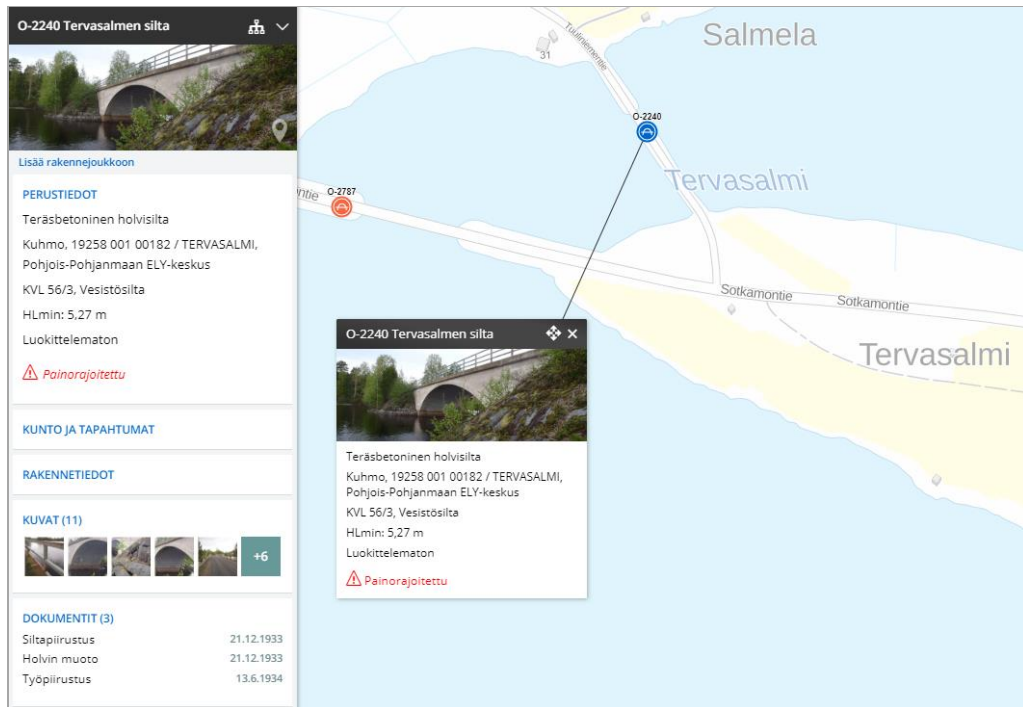 O-2240 Tervasalmen silta
Lisää rakennejoukkoon
PERUSTIEDOT
Teräsbetoninen holvisilta
Kuhmo, 19258 001 00182 / TERVASALMI,
Pohjois-Pohjanmaan ELY-keskus
KVL 56/3, Vesistösilta
HLmin: 5,27 m
Luokittelematon
Painorajoitettu
KUNTO JA TAPAHTUMAT
RAKENNETIEDOT
KUVAT (11)
+6
DOKUMENTIT (3)
Siltapiirustus 21.12.1933
Holvin muoto 21.12.1933
Työpiirustus 13.6.1934
Salmela
Tuuliniementie
31
O-2240
Tervasalmi
ntie
O-2787
Sotkamontie
Sotkamontie
Tervasalmi
O-2240 Tervasalmen silta
Teräsbetoninen holvisilta
Kuhmo, 19258 001 00182 / TERVASALMI,
Pohjois-Pohjanmaan ELY-keskus
KVL 56/3, Vesistösilta
HLmin: 5,27 m
Luokittelematon
Painorajoitettu